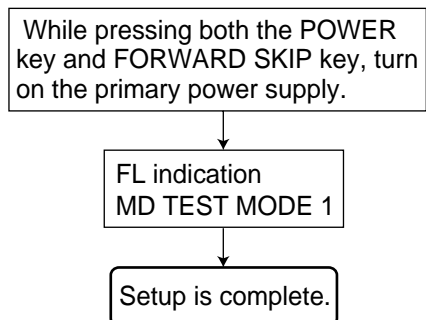 While pressing both the POWER
key and FORWARD SKIP key, turn
on the primary power supply.
FL indication
MD TEST MODE 1
Setup is complete.